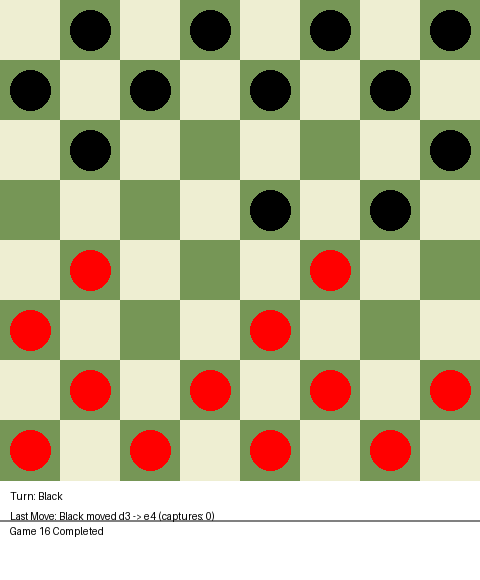 Turn: Black
Last Move: Black moved d3 -> e4 (captures: 0)
Game 16 Completed